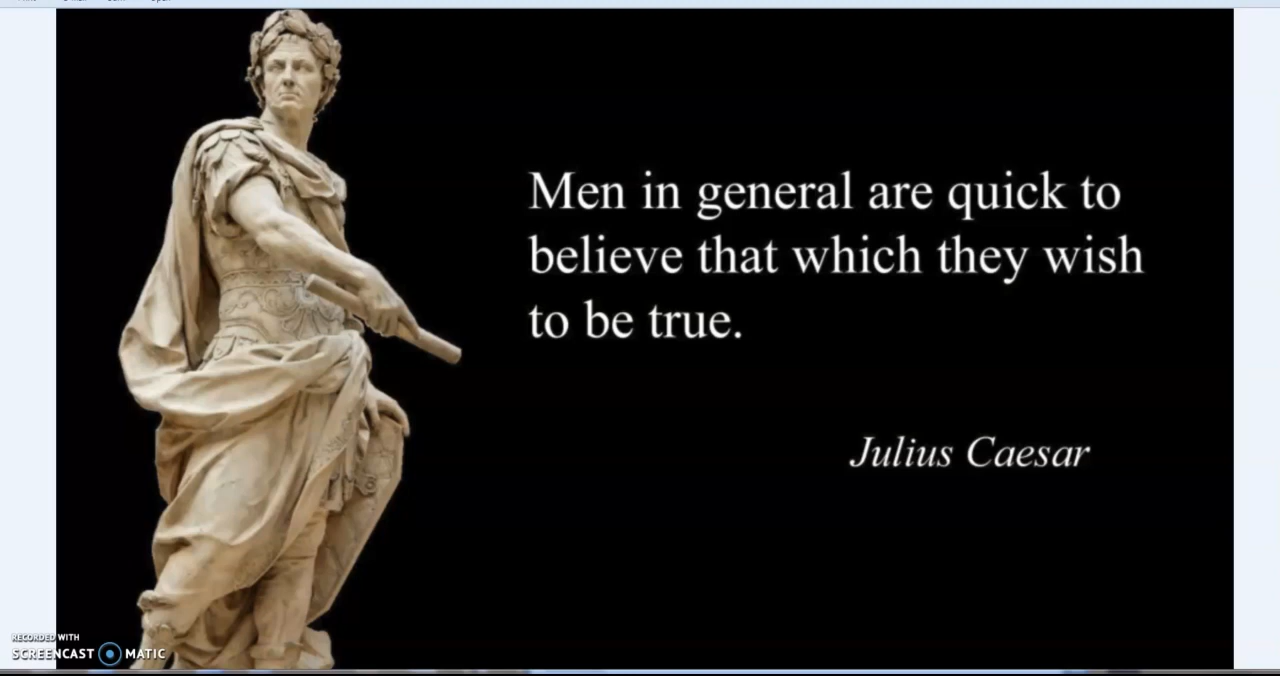 Men in general are quick to
believe that which they wish
to be true.
Julius Caesar
RECORDED WITH
SCREENCAST MATIC